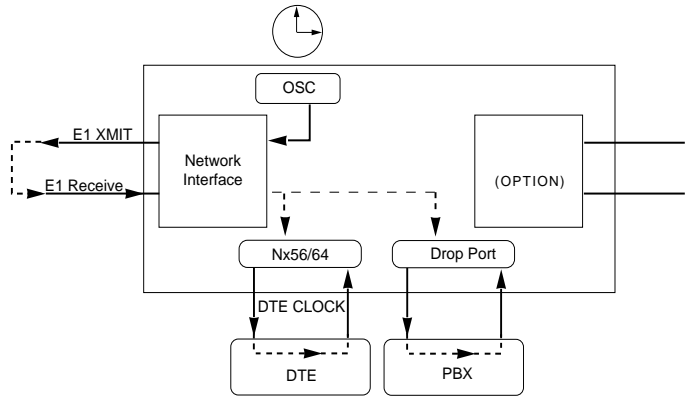 OSC
E1 XMIT
Network
Interface
E1 Receive
(OPTION)
Nx56/64
Drop Port
DTE CLOCK
DTE
PBX